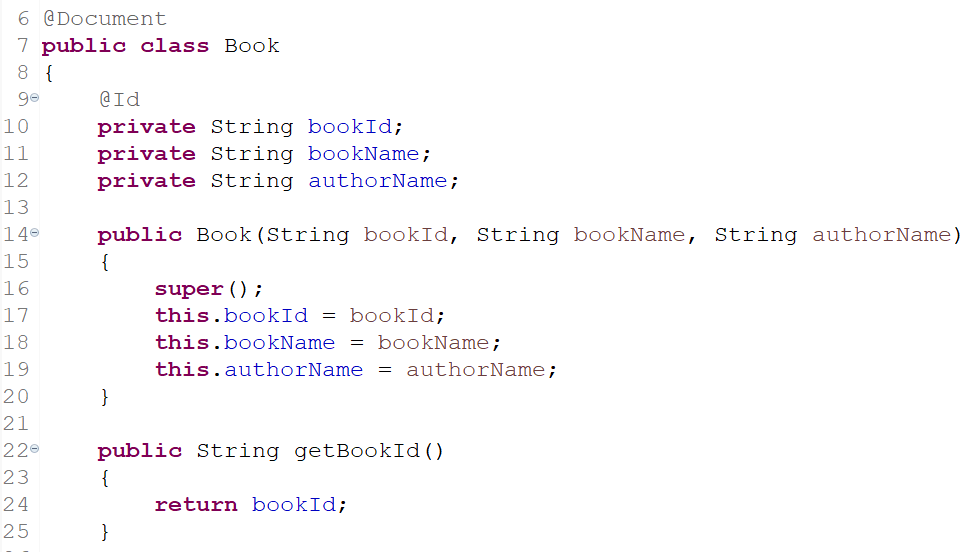 6 @Document
7 public class Book
8 {
9 @Id
10 private String bookId;
11 private String bookName;
12 private String authorName;
13
14 public Book(String bookId, String bookName, String authorName)
15 {
16 super();
17 this.bookId = bookId;
18 this.bookName = bookName;
19 this.authorName = authorName;
20 }
21
22 public String getBookId()
23 {
24 return bookId;
25 }